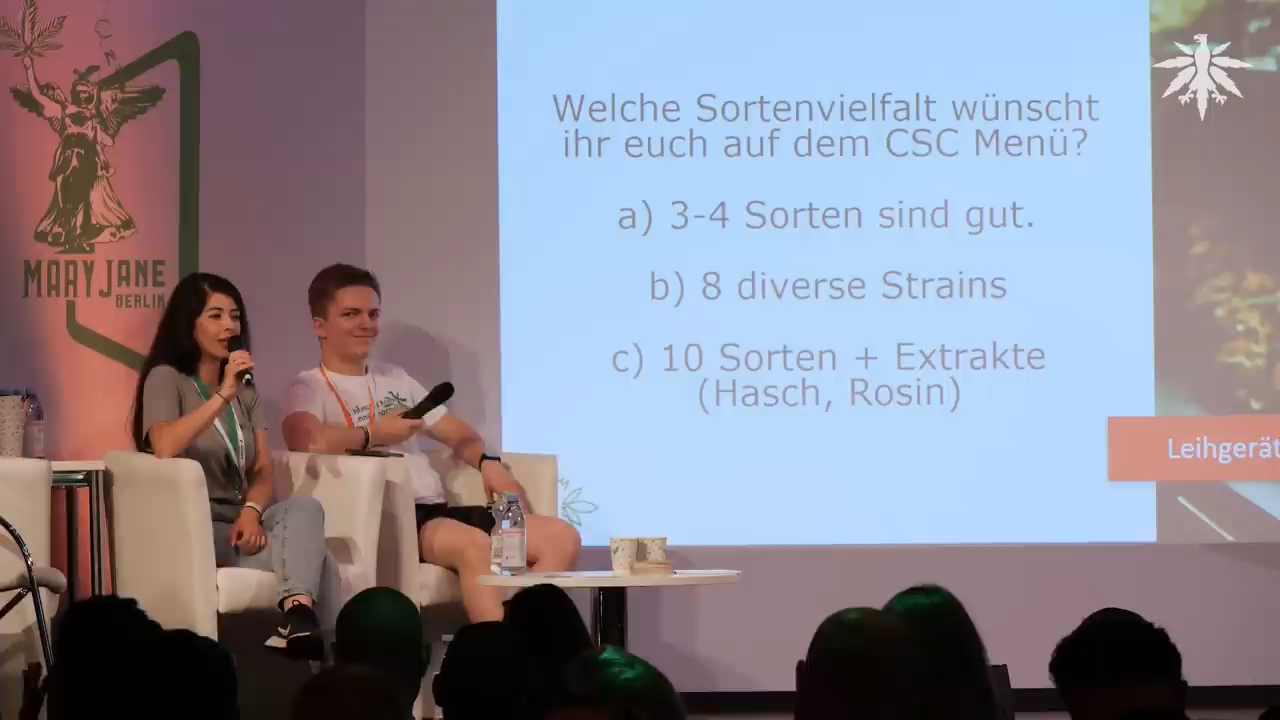 MARY JANE
BERLIN
Welche Sortenvielfalt wünscht
ihr euch auf dem CSC Menü?
a) 3-4 Sorten sind gut.
b) 8 diverse Strains
c) 10 Sorten + Extrakte
(Hasch, Rosin)
Leihgerät